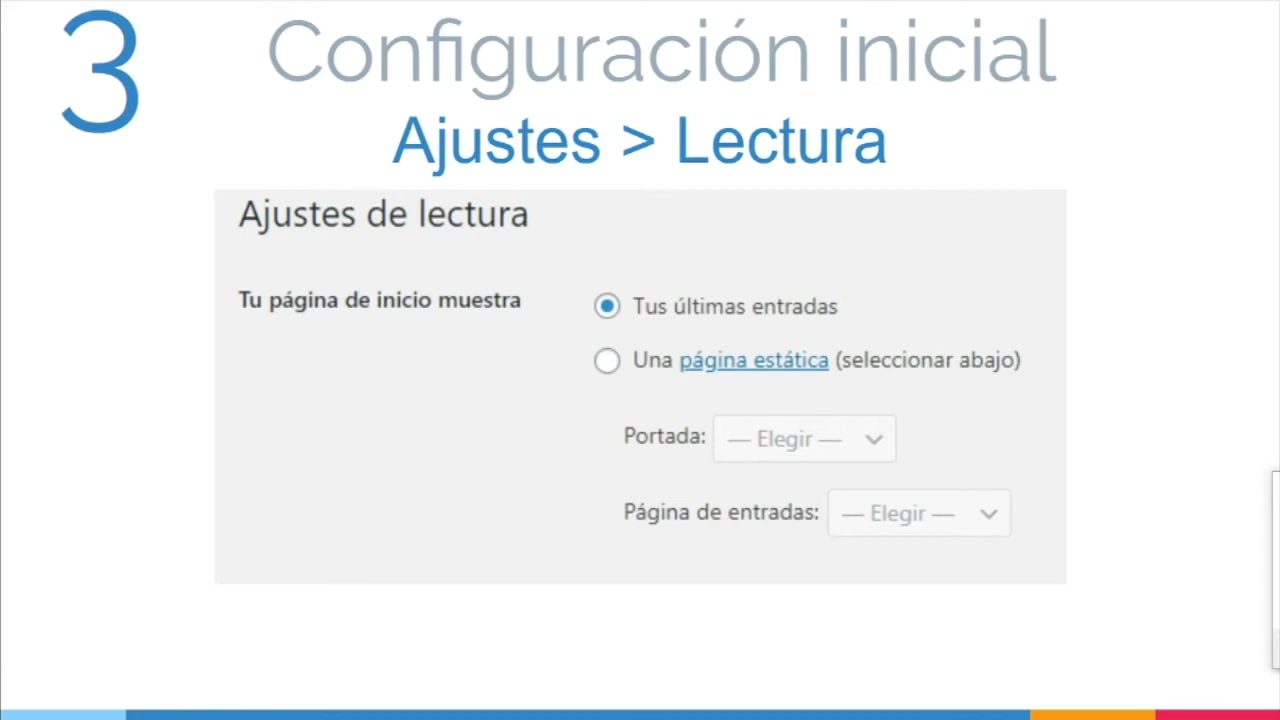 3
Configuración inicial
Ajustes > Lectura
Ajustes de lectura
Tu página de inicio muestra
Tus últimas entradas
Una página estática (seleccionar abajo)
Portada: — Elegir —
Página de entradas: — Elegir —